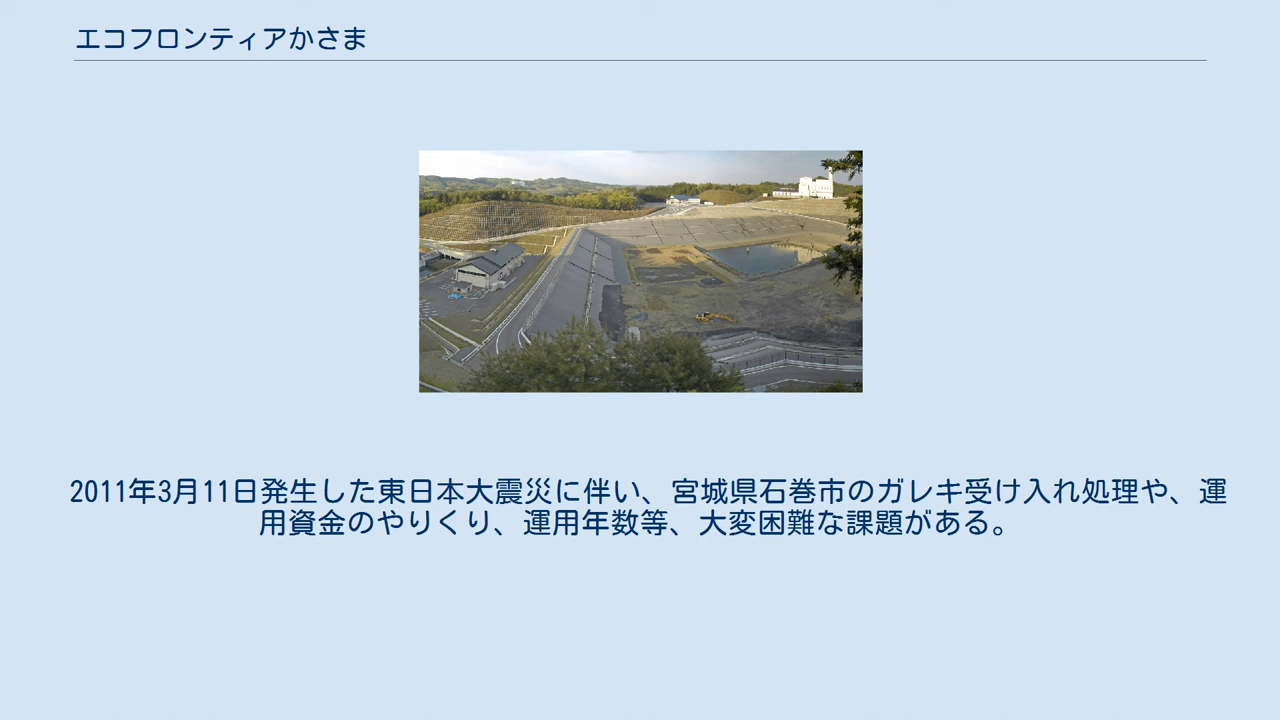 エコフロンティアかさま
2011年3月11日発生した東日本大震災に伴い、宮城県石巻市のガレキ受け入れ処理や、運
用資金のやりくり、運用年数等、大変困難な課題がある。